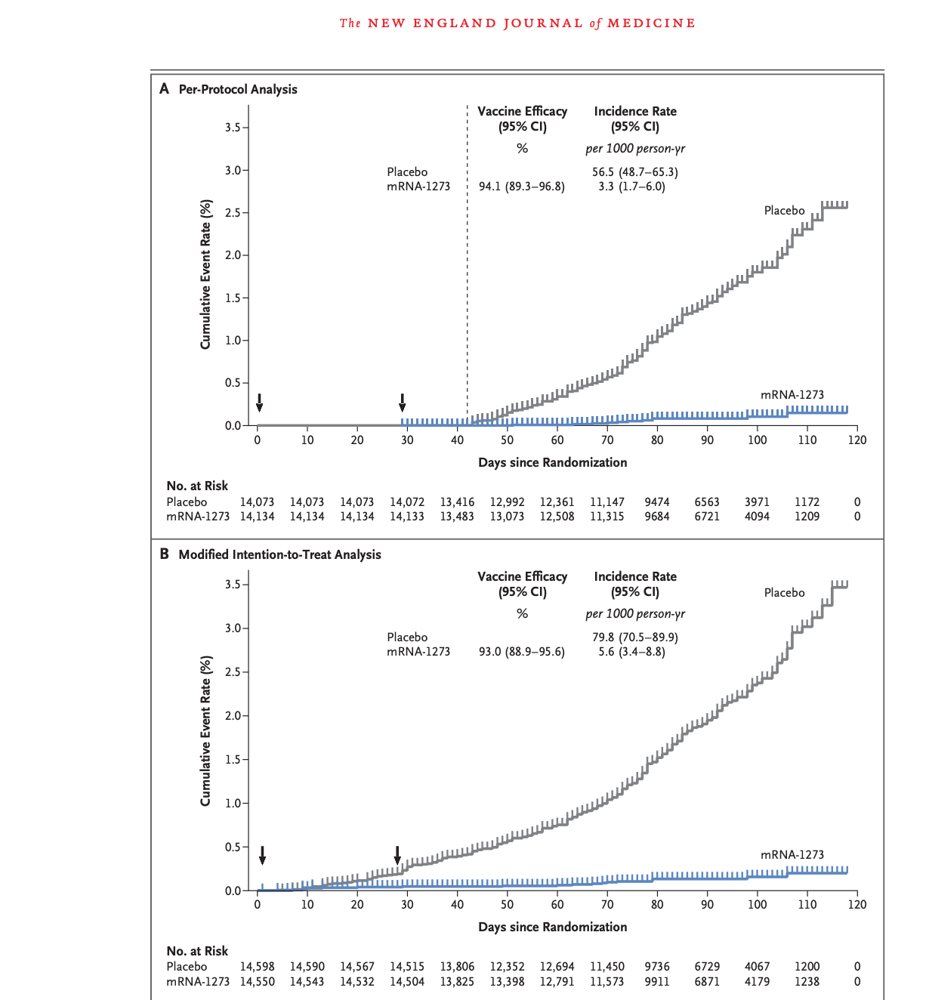 The NEW ENGLAND JOURNAL of MEDICINE
A Per-Protocol Analysis
Vaccine Efficacy (95% CI) Incidence Rate (95% CI)
% per 1000 person-yr
Placebo 56.5 (48.7–65.3)
mRNA-1273 94.1 (89.3–96.8) 3.3 (1.7–6.0)
Cumulative Event Rate (%)
3.5
3.0
2.5
2.0
1.5
1.0
0.5
0.0
Placebo
mRNA-1273
0 10 20 30 40 50 60 70 80 90 100 110 120
Days since Randomization
No. at Risk
Placebo 14,073 14,073 14,073 14,072 13,416 12,992 12,361 11,147 9474 6563 3971 1172 0
mRNA-1273 14,134 14,134 14,134 14,133 13,483 13,073 12,508 11,315 9684 6721 4094 1209 0
B Modified Intention-to-Treat Analysis
Vaccine Efficacy (95% CI) Incidence Rate (95% CI)
% per 1000 person-yr
Placebo 79.8 (70.5–89.9)
mRNA-1273 93.0 (88.9–95.6) 5.6 (3.4–8.8)
Cumulative Event Rate (%)
3.5
3.0
2.5
2.0
1.5
1.0
0.5
0.0
Placebo
mRNA-1273
0 10 20 30 40 50 60 70 80 90 100 110 120
Days since Randomization
No. at Risk
Placebo 14,598 14,590 14,567 14,515 13,806 12,352 12,694 11,450 9736 6729 4067 1200 0
mRNA-1273 14,550 14,543 14,532 14,504 13,825 13,398 12,791 11,573 9911 6871 4179 1238 0